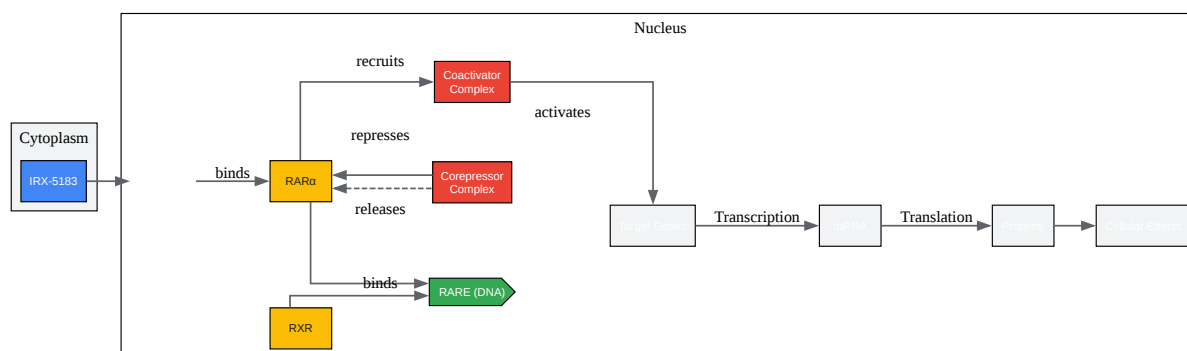 Nucleus
recruits
Coactivator
Complex
activates
Cytoplasm
represses
IRX-5183
binds
RARα
Corepressor
Complex
releases
Target Genes
Transcription
mRNA
Translation
Proteins
Cellular Effects
binds
RARE (DNA)
RXR